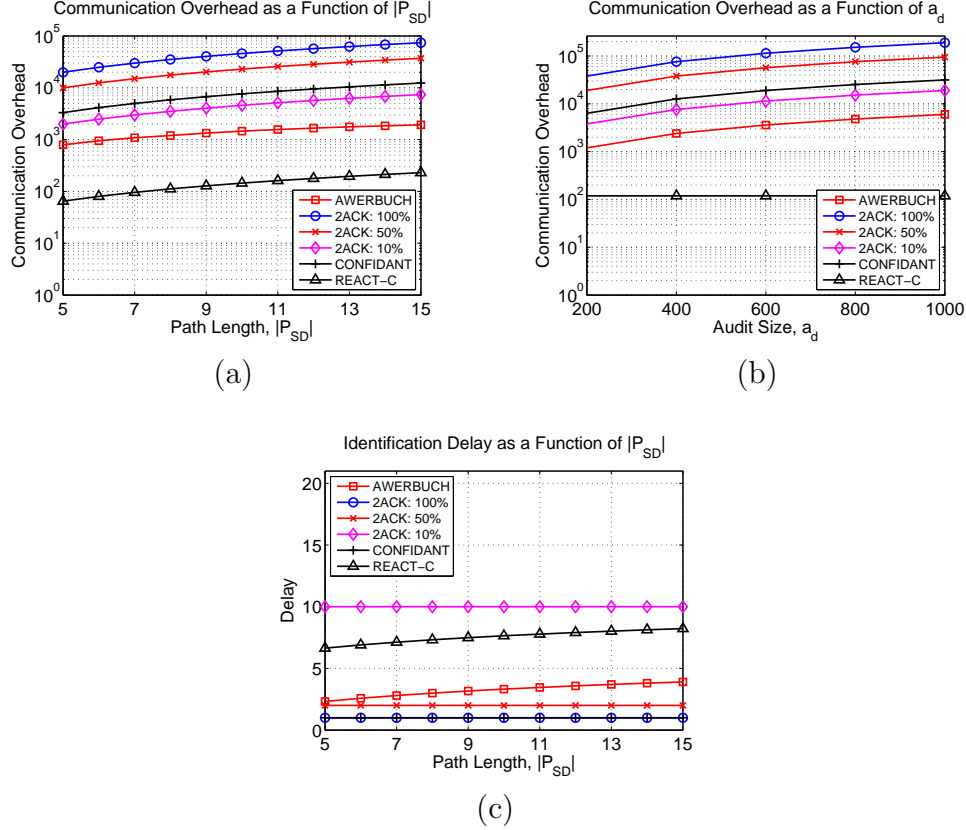 Communication Overhead as a Function of |P_SD|
Communication Overhead
10^5
10^4
10^3
10^2
10^1
10^0
AWERBUCH
2ACK: 100%
2ACK: 50%
2ACK: 10%
CONFIDANT
REACT-C
5 7 9 11 13 15
Path Length, |P_SD|
(a)
Communication Overhead as a Function of a_d
Communication Overhead
10^5
10^4
10^3
10^2
10^1
10^0
AWERBUCH
2ACK: 100%
2ACK: 50%
2ACK: 10%
CONFIDANT
REACT-C
200 400 600 800 1000
Audit Size, a_d
(b)
Identification Delay as a Function of |P_SD|
Delay
20
15
10
5
0
AWERBUCH
2ACK: 100%
2ACK: 50%
2ACK: 10%
CONFIDANT
REACT-C
5 7 9 11 13 15
Path Length, |P_SD|
(c)